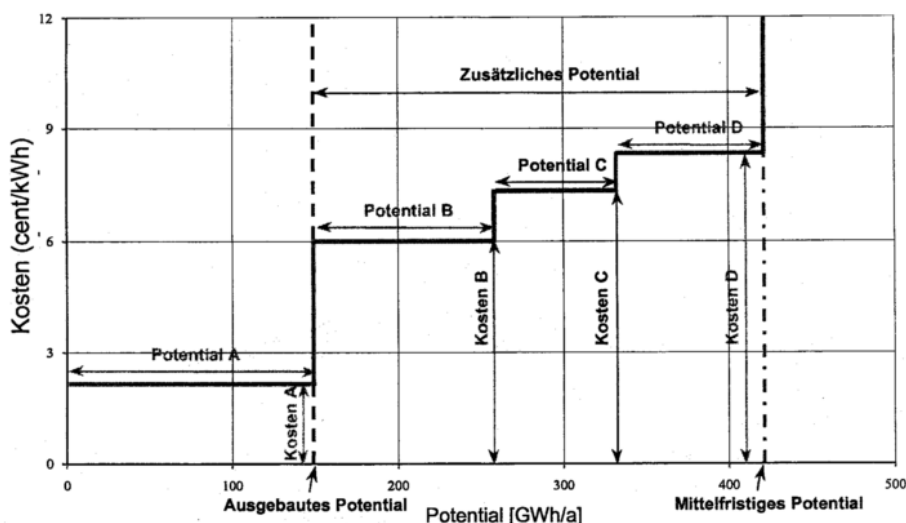 12
Zusätzliches Potential
9
Potential D
Potential C
Potential B
6
Kosten (cent/kWh)
Kosten B
Kosten C
Kosten D
3
Potential A
Kosten A
0
0
100
200
300
400
500
Ausgebautes Potential
Potential [GWh/a]
Mittelfristiges Potential